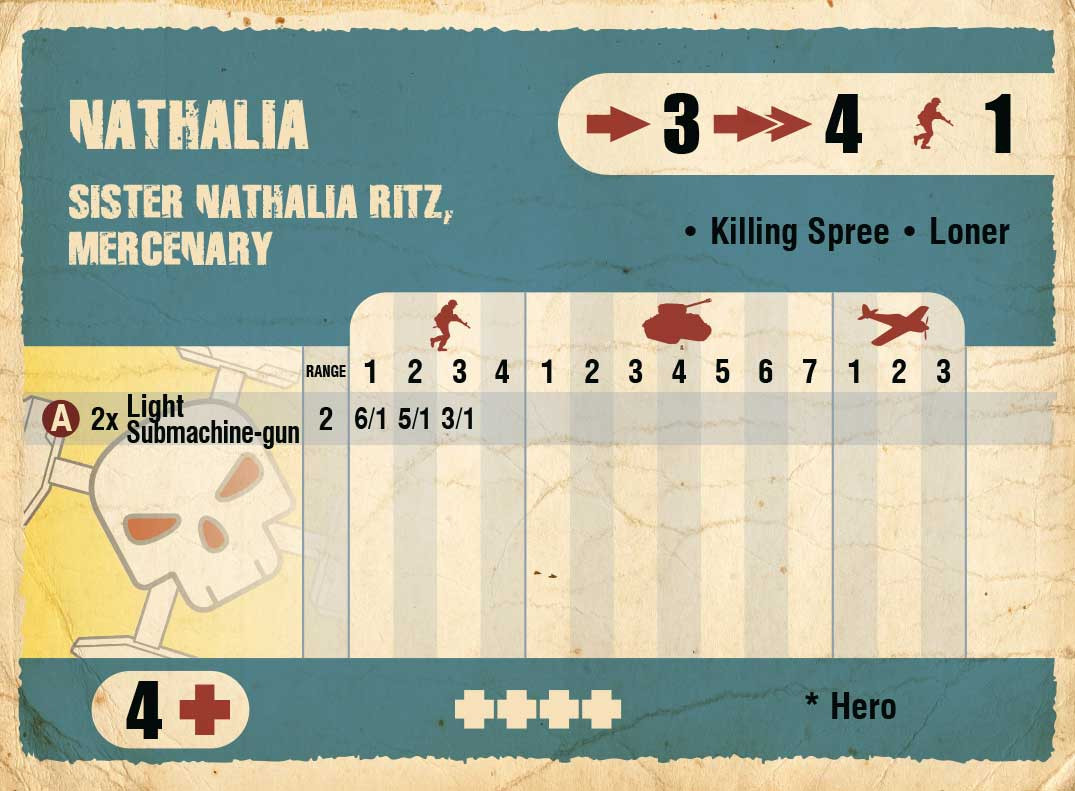 NATHALIA
3 4 1
SISTER NATHALIA RITZ,
MERCENARY
• Killing Spree • Loner
RANGE 1 2 3 4 1 2 3 4 5 6 7 1 2 3
A 2x Light
Submachine-gun 2 6/1 5/1 3/1
4
* Hero